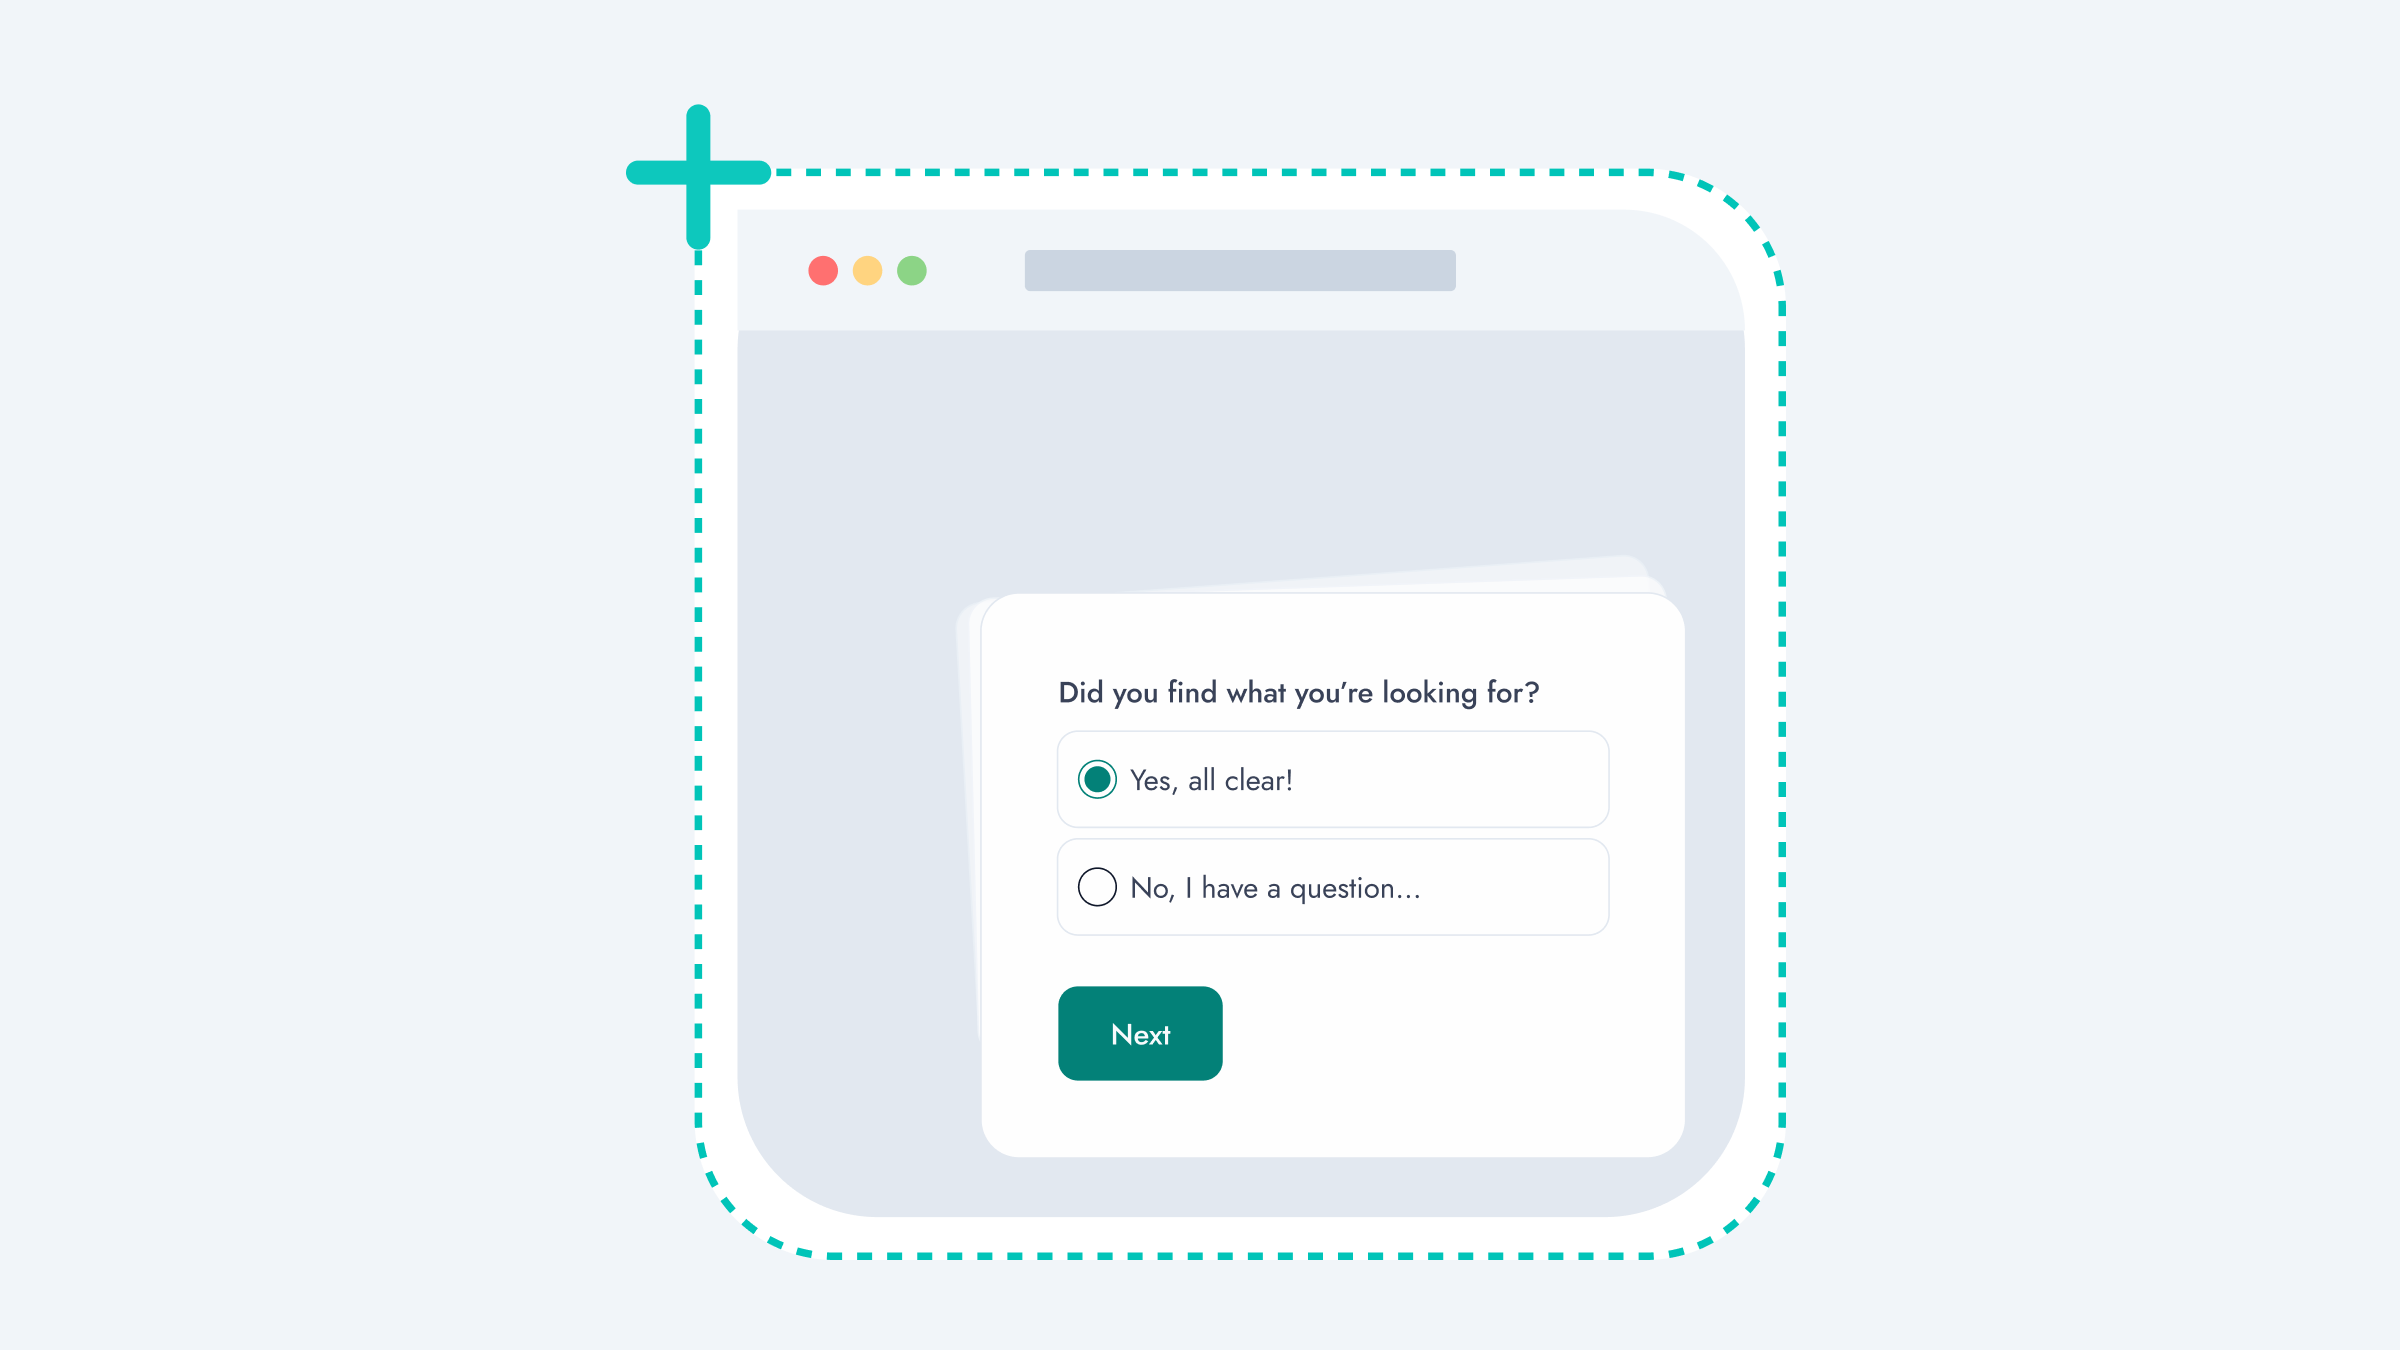 Did you find what you’re looking for?
Yes, all clear!
No, I have a question...
Next